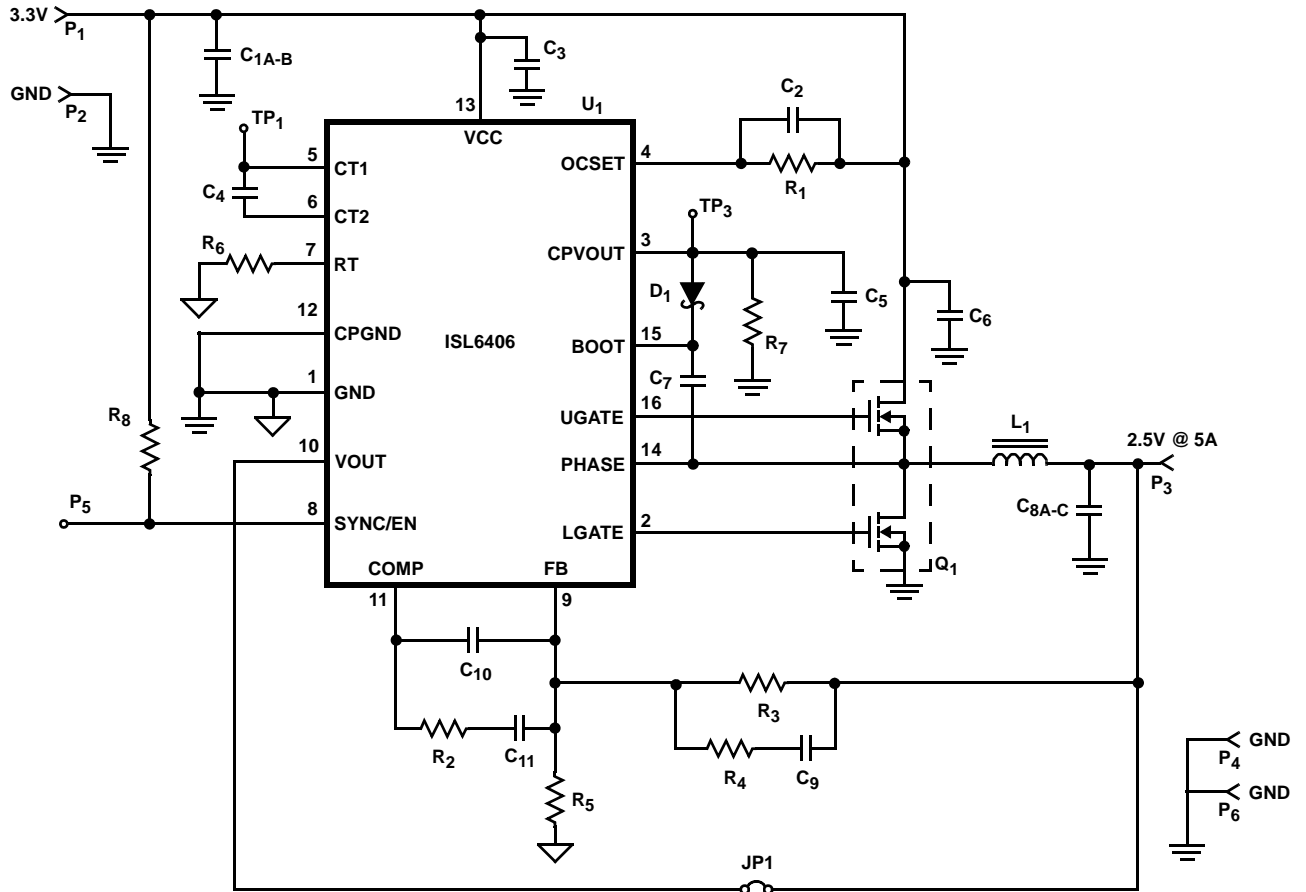 3.3V
P1
C1A-B
C3
GND
P2
13
U1
C2
VCC
TP1
5
CT1
OCSET
4
R1
C4
6
CT2
TP3
R6
7
RT
CPVOUT
3
D1
C5
C6
12
CPGND
ISL6406
BOOT
15
R7
1
GND
C7
R8
UGATE
16
L1
10
VOUT
PHASE
14
2.5V @ 5A
P3
P5
8
SYNC/EN
LGATE
2
C8A-C
Q1
COMP
FB
11
9
C10
R3
R2
C11
R4
C9
GND
P4
R5
GND
P6
JP1